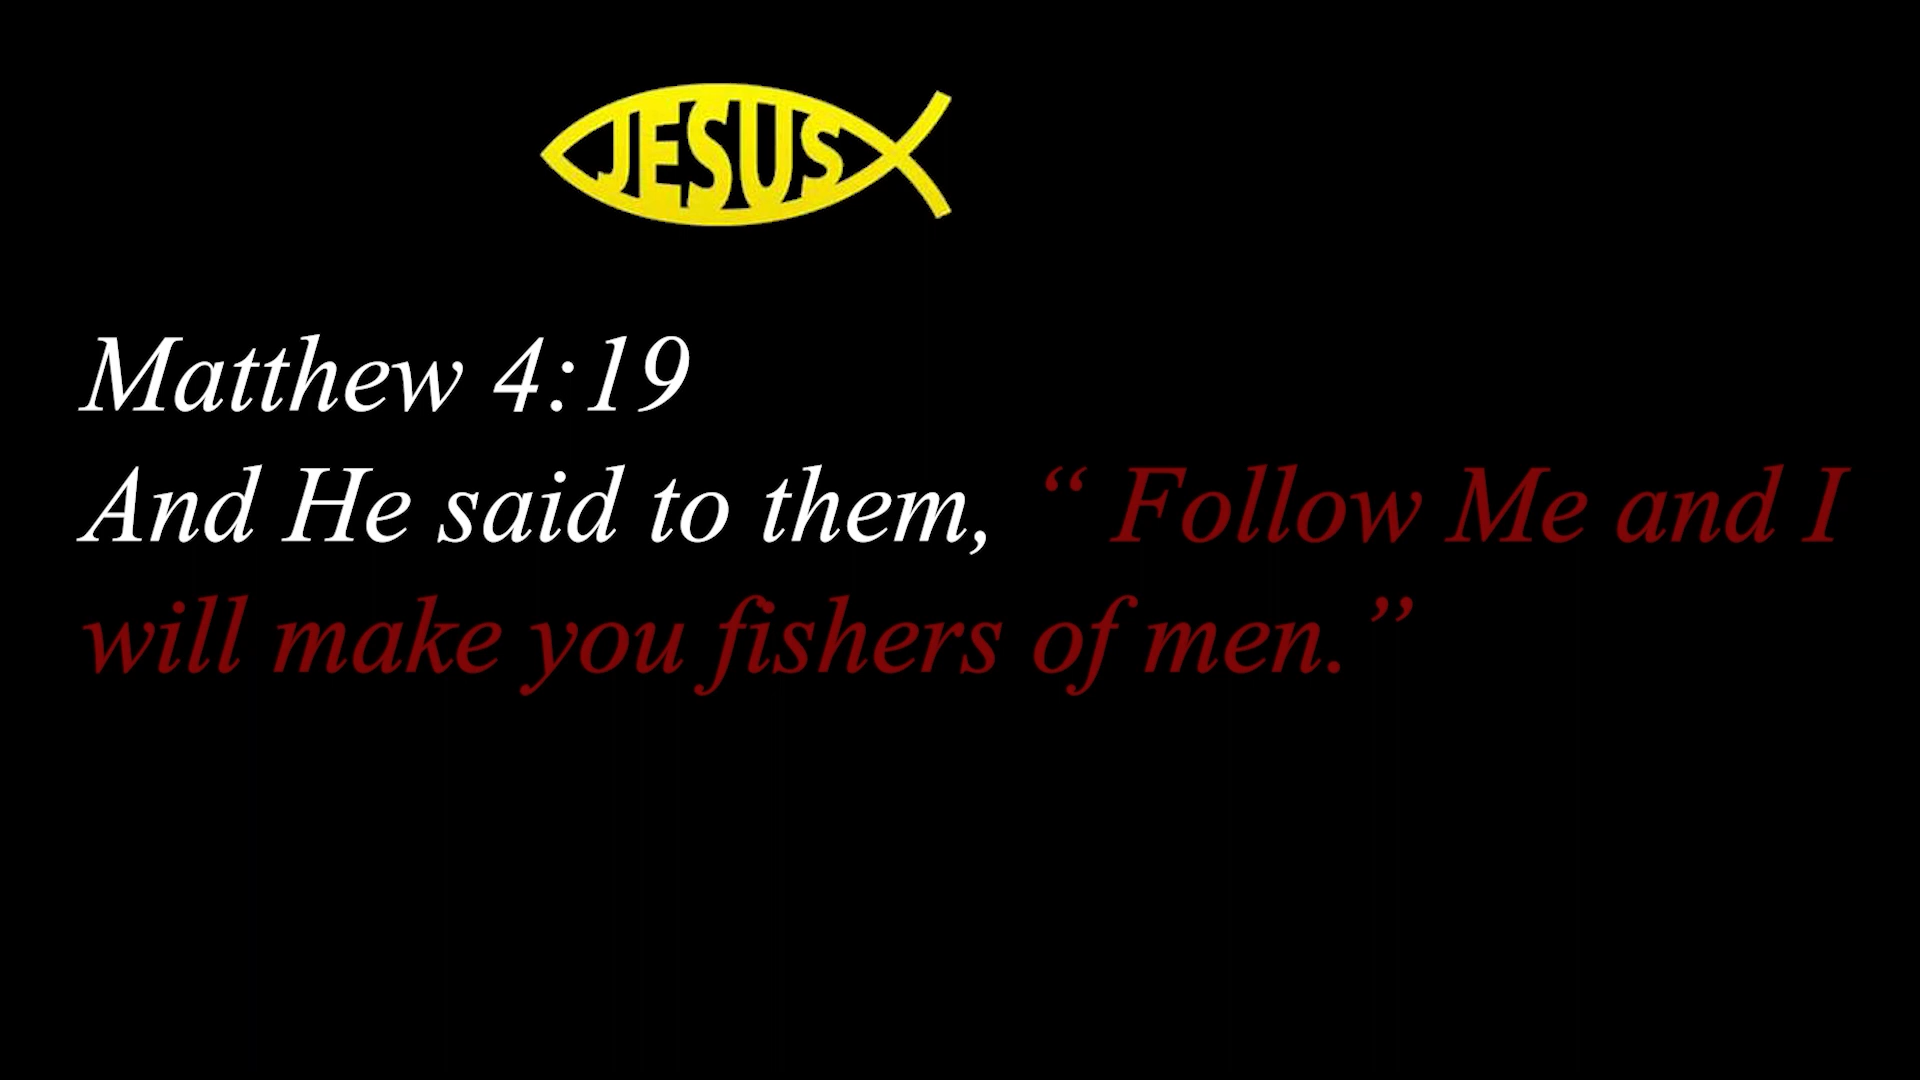 JESUS
Matthew 4:19
And He said to them, “ Follow Me and I
will make you fishers of men.”